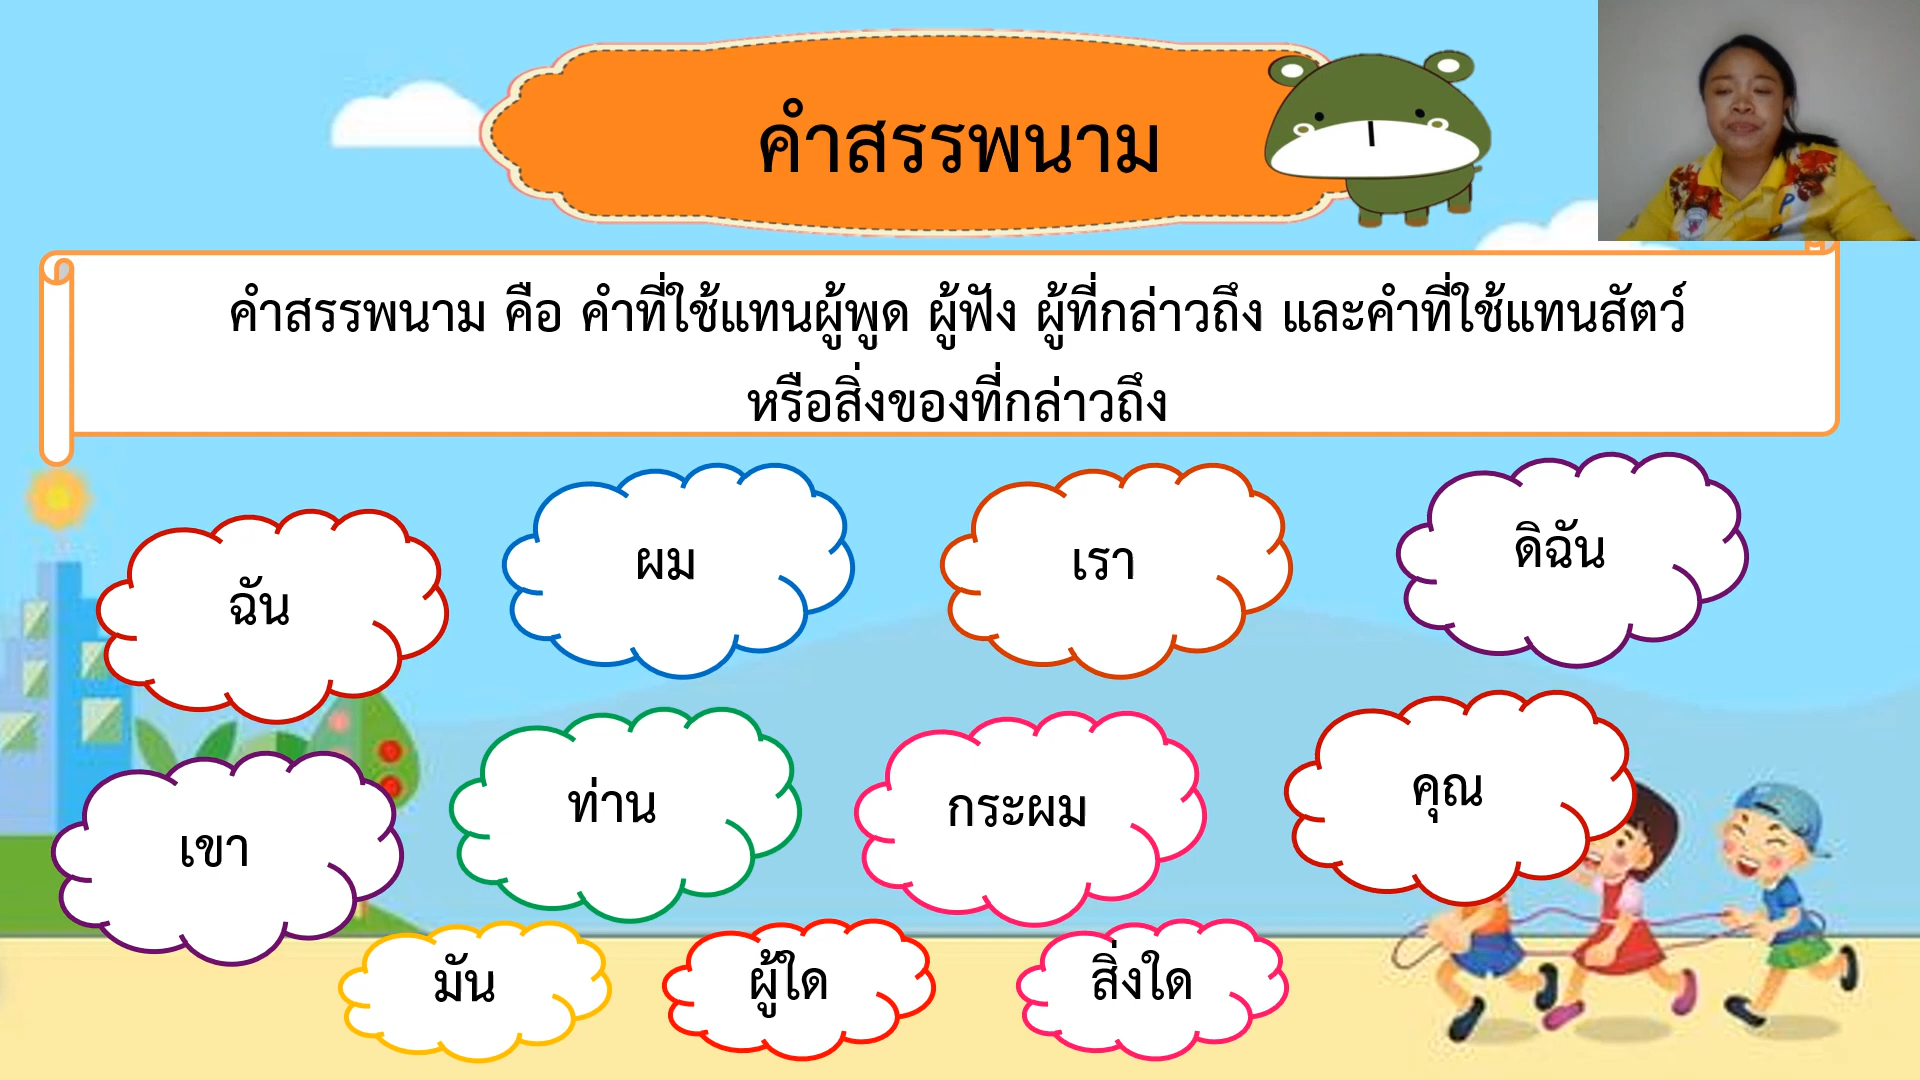 คำสรรพนาม
คำสรรพนาม คือ คำที่ใช้แทนผู้พูด ผู้ฟัง ผู้ที่กล่าวถึง และคำที่ใช้แทนสัตว์
หรือสิ่งของที่กล่าวถึง
ฉัน
ผม
เรา
ดิฉัน
เขา
ท่าน
กระผม
คุณ
มัน
ผู้ใด
สิ่งใด